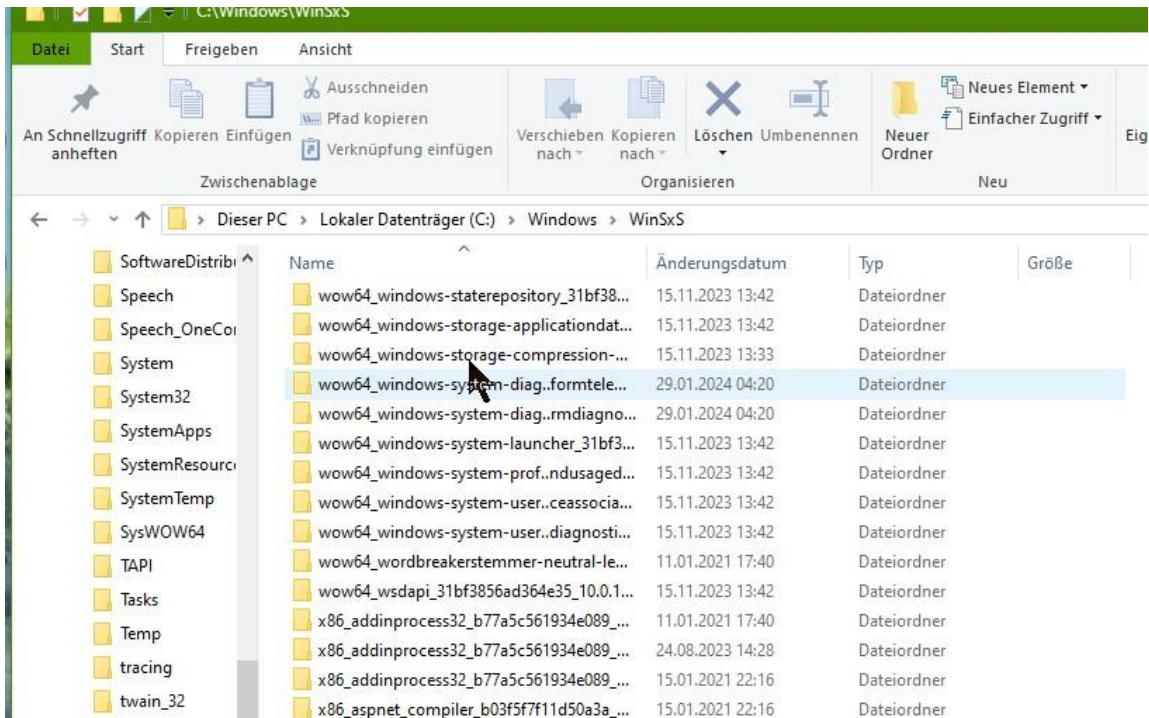 C:\Windows\WinSxS
Datei Start Freigeben Ansicht
An Schnellzugriff anheften
Kopieren
Einfügen
Ausschneiden
Pfad kopieren
Verknüpfung einfügen
Zwischenablage
Verschieben nach
Kopieren nach
Löschen
Umbenennen
Organisieren
Neuer Ordner
Neues Element
Einfacher Zugriff
Neu
Eig
Dieser PC > Lokaler Datenträger (C:) > Windows > WinSxS
SoftwareDistribu
Speech
Speech_OneCor
System
System32
SystemApps
SystemResource
SystemTemp
SysWOW64
TAPI
Tasks
Temp
tracing
twain_32
Name Änderungsdatum Typ Größe
wow64_windows-staterepository_31bf38... 15.11.2023 13:42 Dateiordner
wow64_windows-storage-applicationdat... 15.11.2023 13:42 Dateiordner
wow64_windows-storage-compression-... 15.11.2023 13:33 Dateiordner
wow64_windows-system-diag..formtele... 29.01.2024 04:20 Dateiordner
wow64_windows-system-diag..rmdiagno... 29.01.2024 04:20 Dateiordner
wow64_windows-system-launcher_31bf3... 15.11.2023 13:42 Dateiordner
wow64_windows-system-prof..ndusaged... 15.11.2023 13:42 Dateiordner
wow64_windows-system-user..ceassocia... 15.11.2023 13:42 Dateiordner
wow64_windows-system-user..diagnosti... 15.11.2023 13:42 Dateiordner
wow64_wordbreakerstemmer-neutral-le... 11.01.2021 17:40 Dateiordner
wow64_wsdapi_31bf3856ad364e35_10.0.1... 15.11.2023 13:42 Dateiordner
x86_addinprocess32_b77a5c561934e089_... 11.01.2021 17:40 Dateiordner
x86_addinprocess32_b77a5c561934e089_... 24.08.2023 14:28 Dateiordner
x86_addinprocess32_b77a5c561934e089_... 15.01.2021 22:16 Dateiordner
x86_aspnet_compiler_b03f5f7f11d50a3a_... 15.01.2021 22:16 Dateiordner